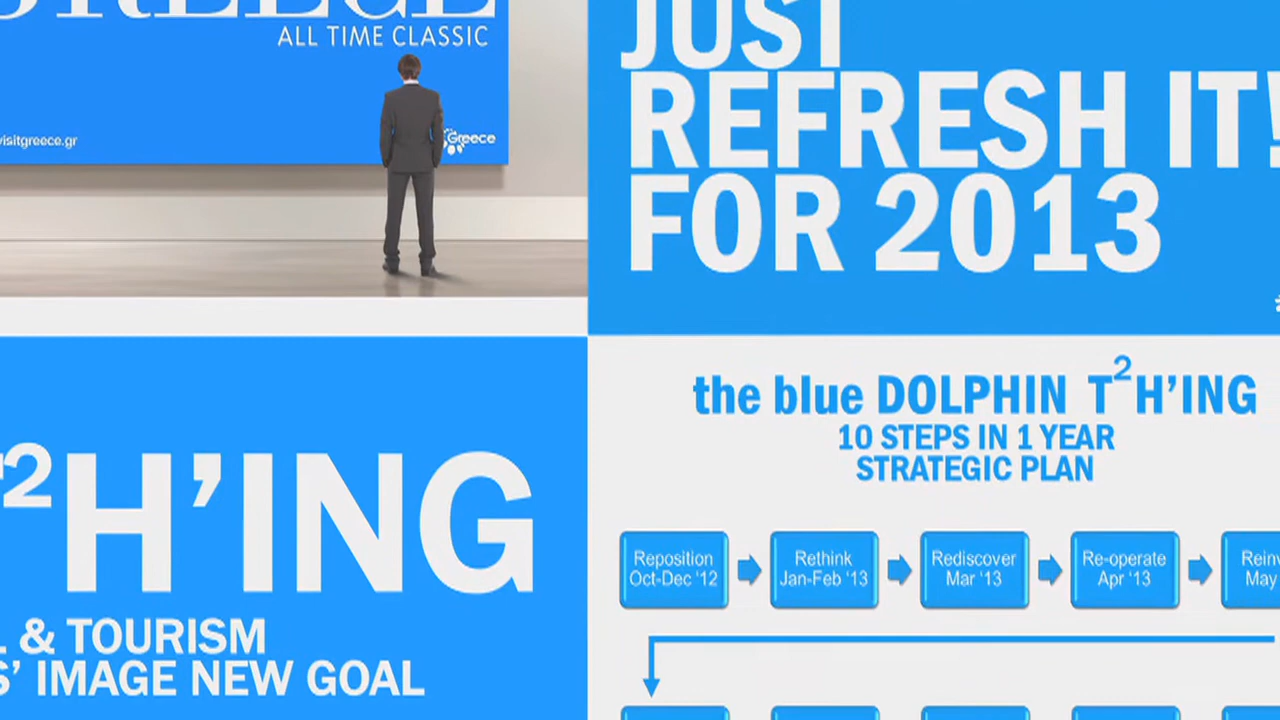 ALL TIME CLASSIC
visitgreece.gr
Greece
JUST
REFRESH IT!
FOR 2013
²H'ING
& TOURISM
IMAGE NEW GOAL
the blue DOLPHIN T²H'ING
10 STEPS IN 1 YEAR
STRATEGIC PLAN
Reposition
Oct-Dec '12
Rethink
Jan-Feb '13
Rediscover
Mar '13
Re-operate
Apr '13
May